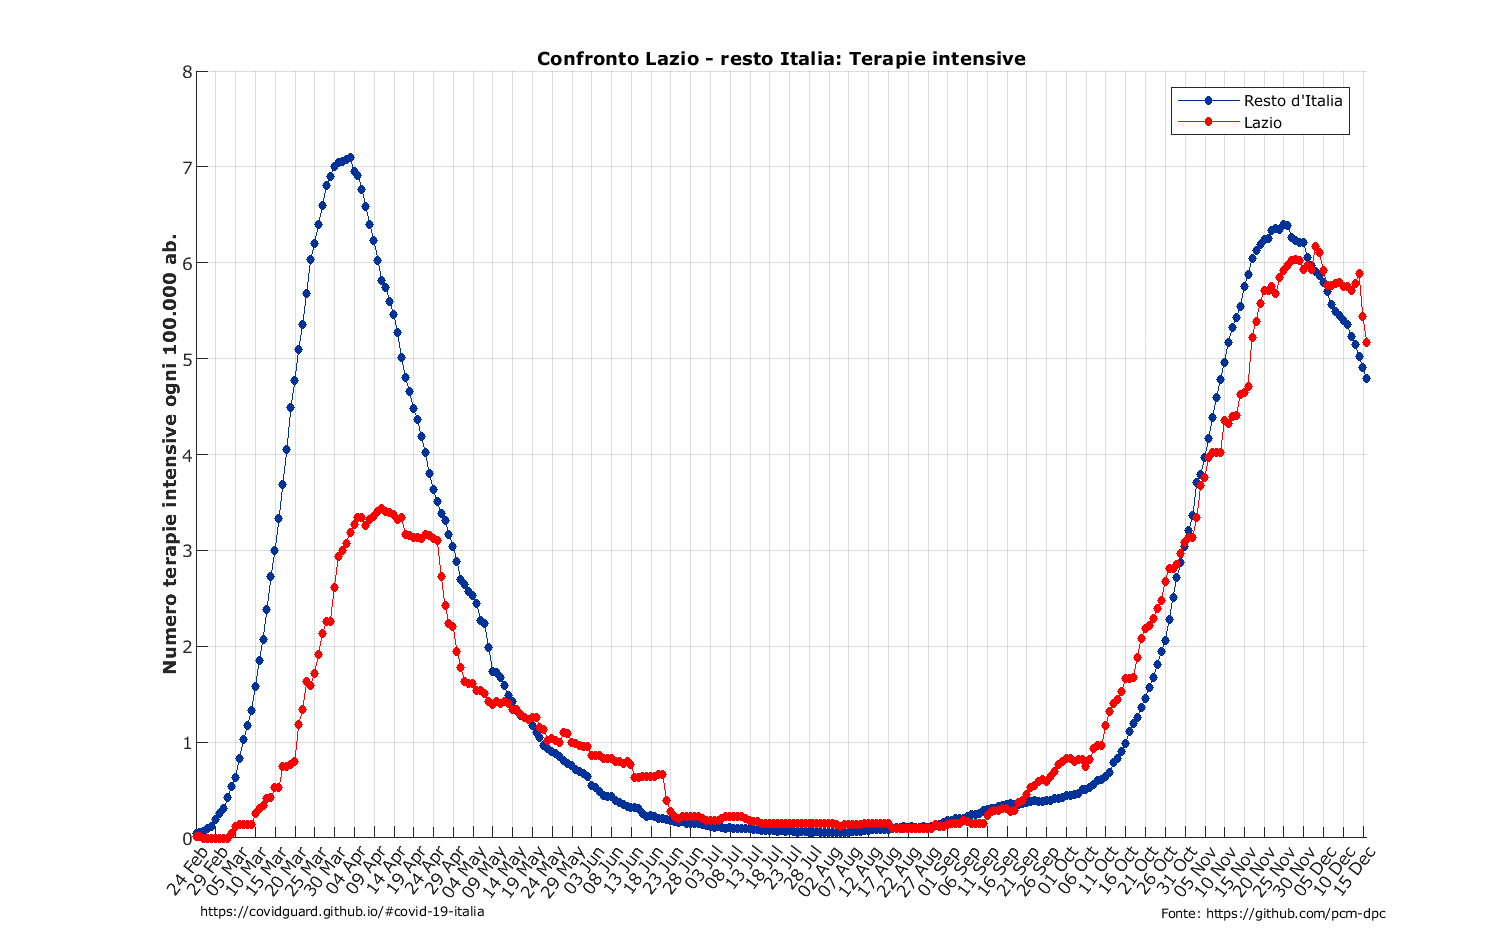 Confronto Lazio - resto Italia: Terapie intensive
Resto d'Italia
Lazio
Numero terapie intensive ogni 100.000 ab.
8
7
6
5
4
3
2
1
0
24 Feb
29 Feb
05 Mar
10 Mar
15 Mar
20 Mar
25 Mar
30 Mar
04 Apr
09 Apr
14 Apr
19 Apr
24 Apr
29 Apr
04 May
09 May
14 May
19 May
24 May
29 May
03 Jun
08 Jun
13 Jun
18 Jun
23 Jun
28 Jun
03 Jul
08 Jul
13 Jul
18 Jul
23 Jul
28 Jul
02 Aug
07 Aug
12 Aug
17 Aug
22 Aug
27 Aug
01 Sep
06 Sep
11 Sep
16 Sep
21 Sep
26 Sep
01 Oct
06 Oct
11 Oct
16 Oct
21 Oct
26 Oct
31 Oct
05 Nov
10 Nov
15 Nov
20 Nov
25 Nov
30 Nov
05 Dec
10 Dec
15 Dec
https://covidguard.github.io/#covid-19-italia
Fonte: https://github.com/pcm-dpc